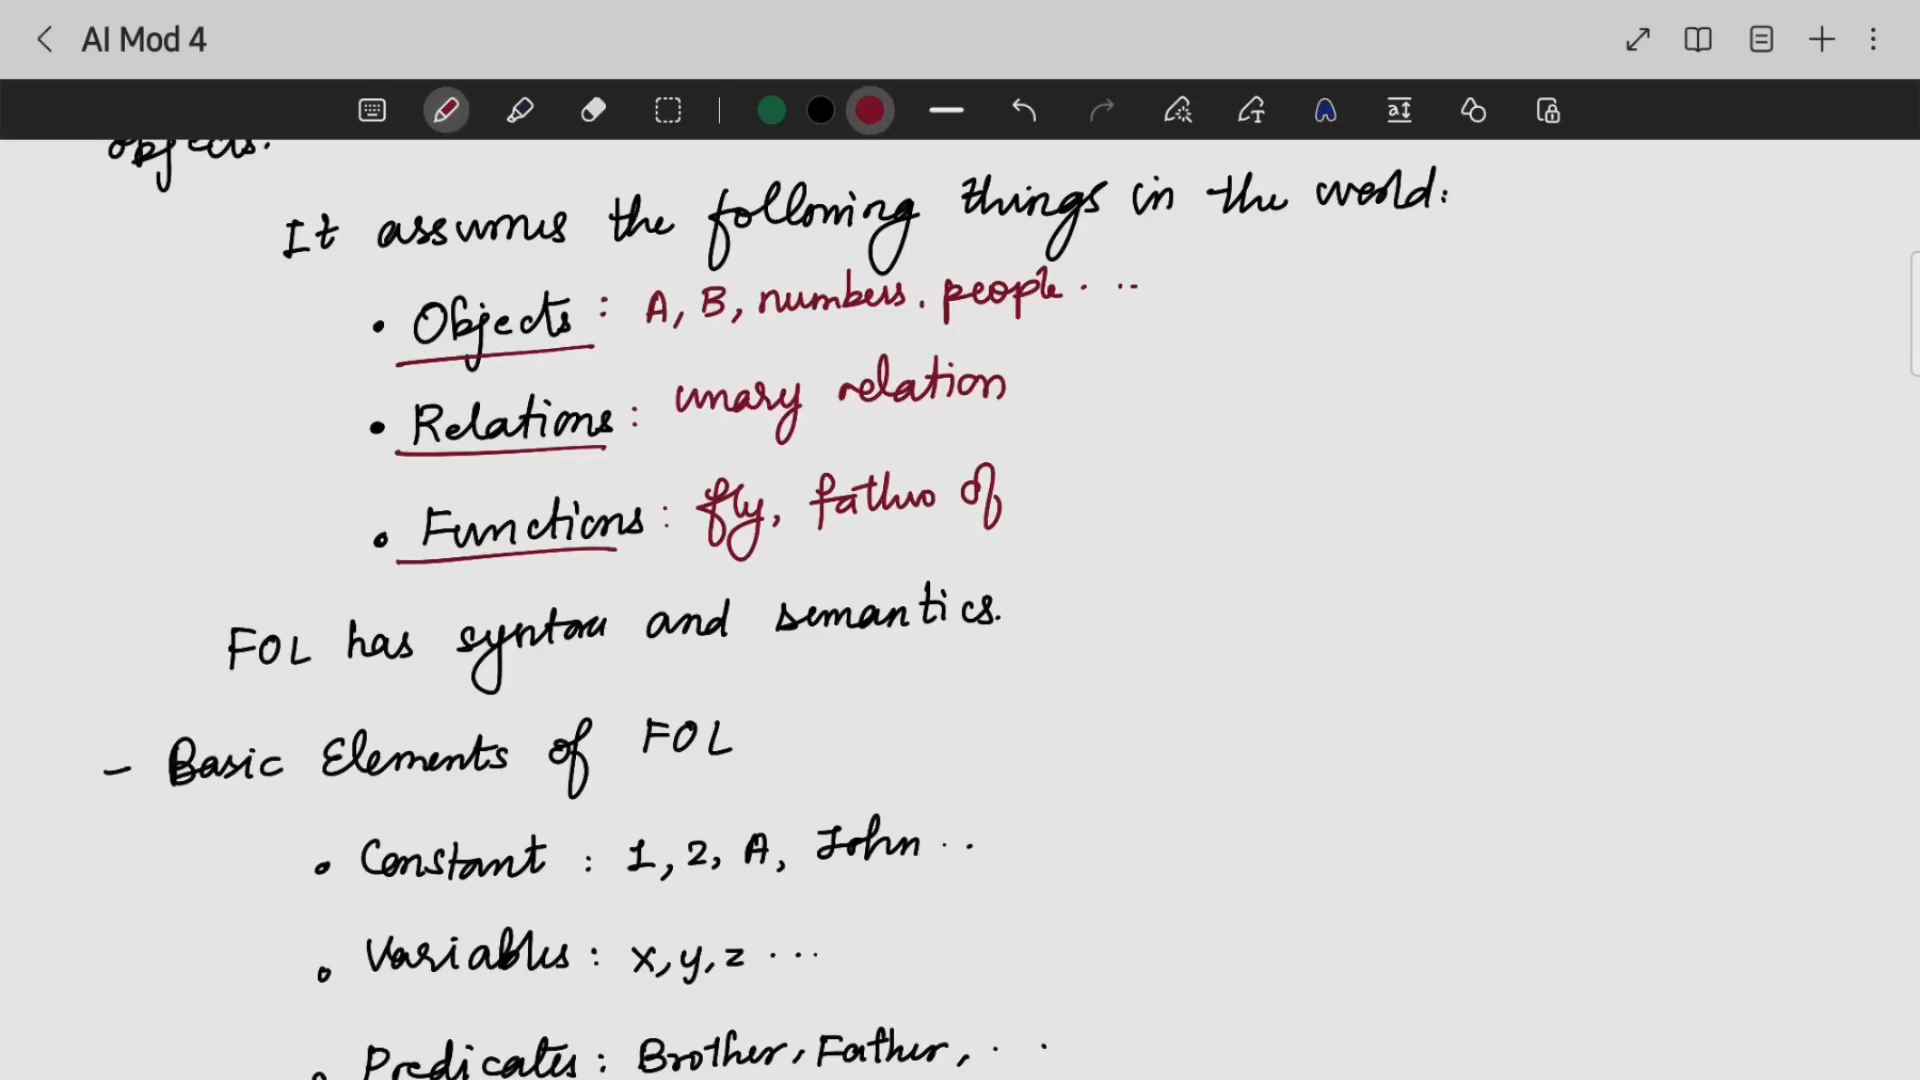 AI Mod 4
objects.
It assumes the following things in the world:
• Objects : A, B, numbers, people . ..
• Relations : unary relation
• Functions : fly, father of
FOL has syntax and semantics.
- Basic Elements of FOL
• Constant : 1, 2, A, John ..
• Variables : x, y, z ...
• Predicates : Brother, Father, . .